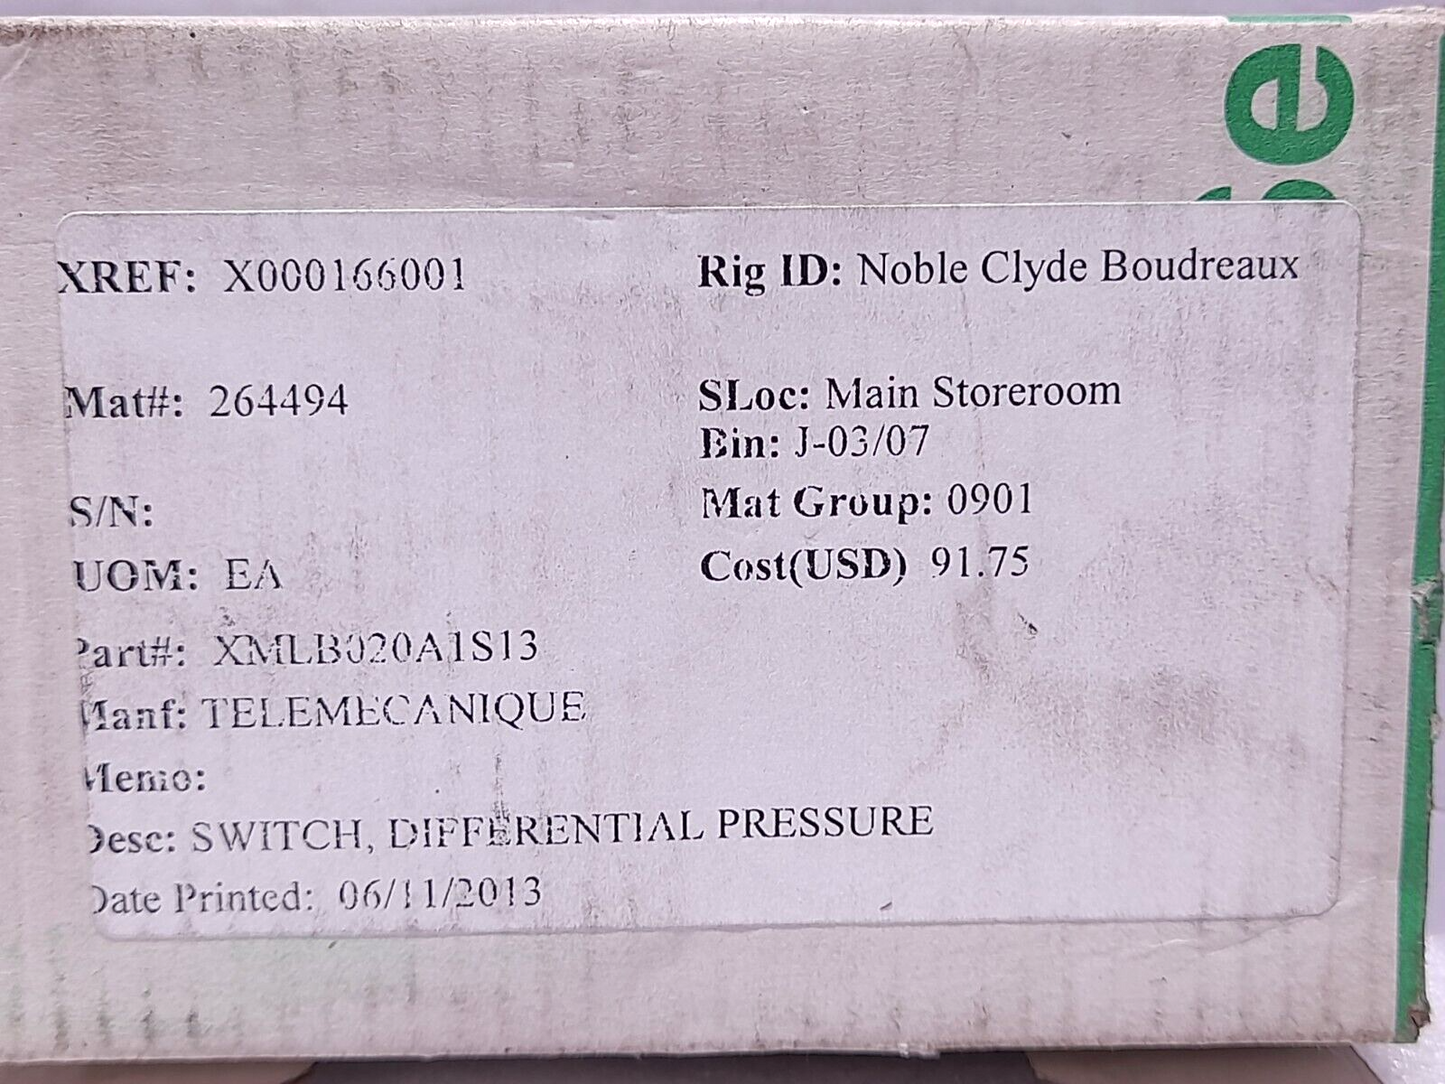 se
XREF: X000166001
Rig ID: Noble Clyde Boudreaux
Mat#: 264494
SLoc: Main Storeroom
Bin: J-03/07
S/N:
Mat Group: 0901
UOM: EA
Cost(USD) 91.75
Part#: XMLB020A1S13
Manf: TELEMECANIQUE
Memo:
Desc: SWITCH, DIFFERENTIAL PRESSURE
Date Printed: 06/11/2013